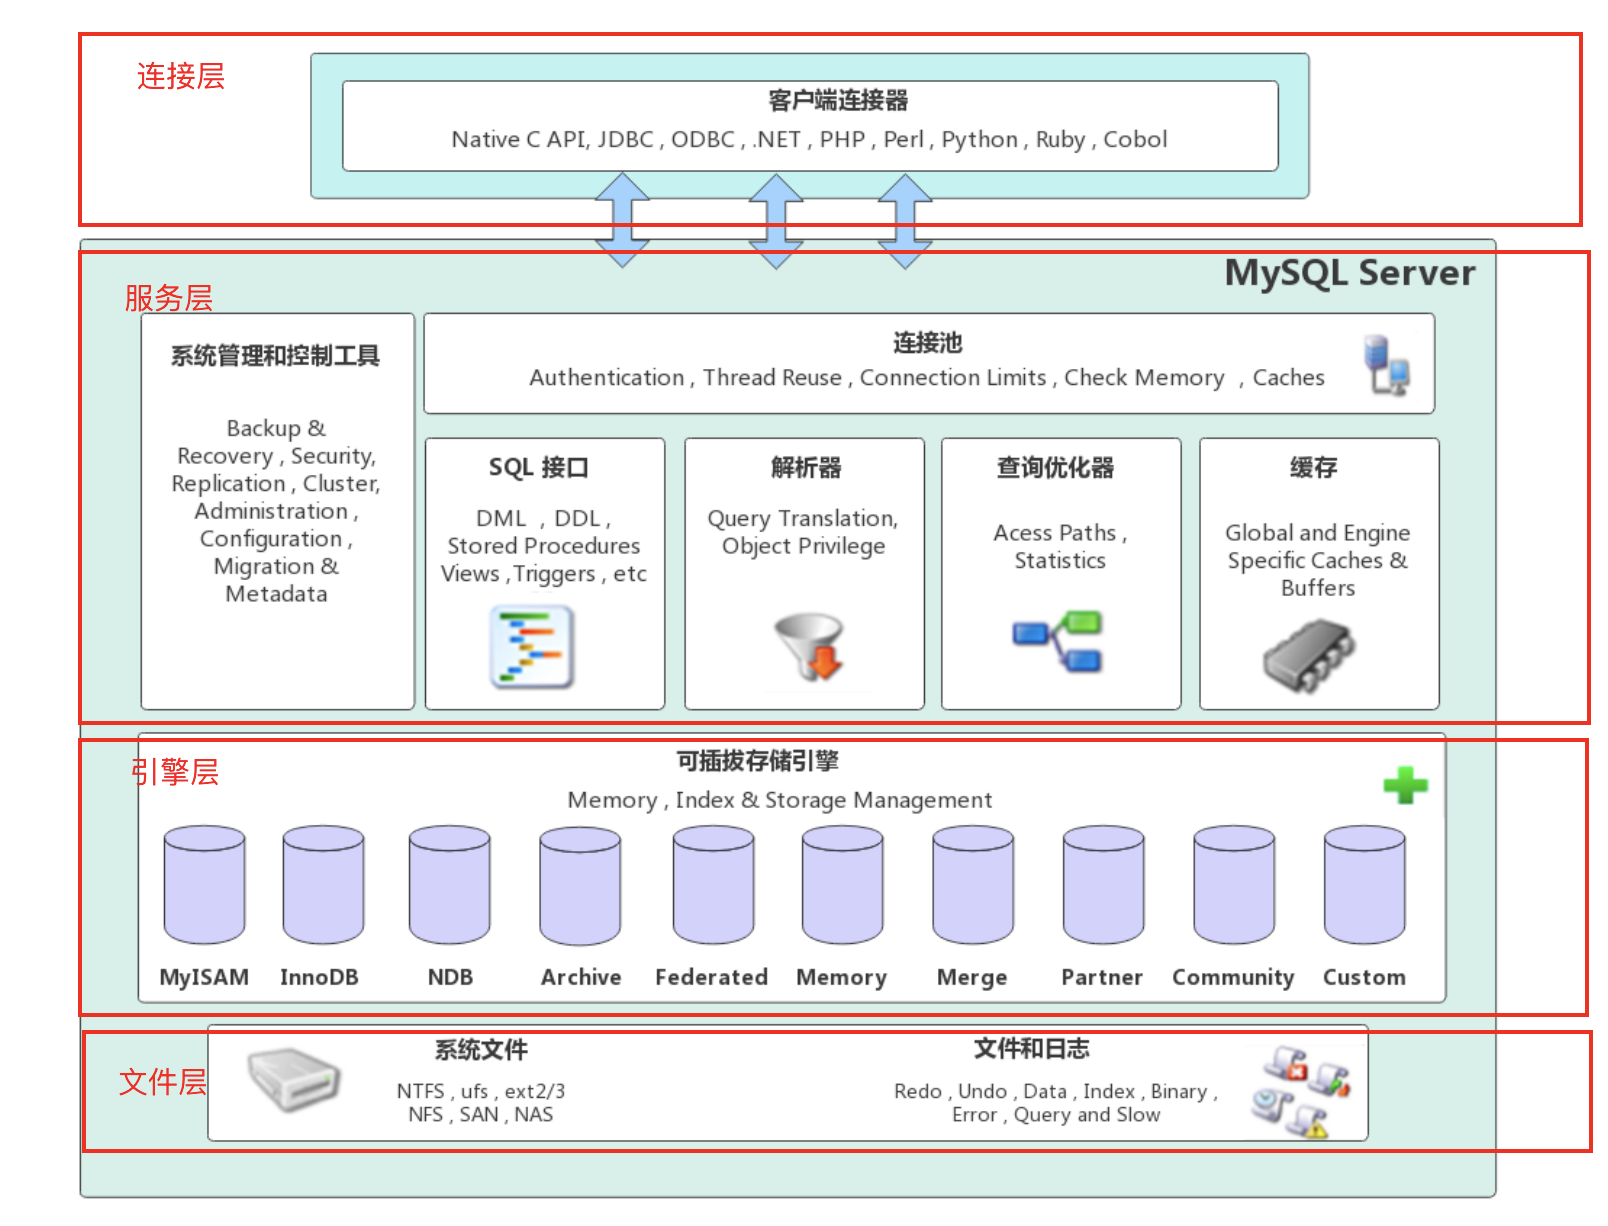 连接层
客户端连接器
Native C API, JDBC , ODBC , .NET , PHP , Perl , Python , Ruby , Cobol
MySQL Server
服务层
系统管理和控制工具
Backup &
Recovery , Security,
Replication , Cluster,
Administration ,
Configuration ,
Migration &
Metadata
连接池
Authentication , Thread Reuse , Connection Limits , Check Memory , Caches
SQL 接口
DML , DDL ,
Stored Procedures
Views ,Triggers , etc
解析器
Query Translation,
Object Privilege
查询优化器
Acess Paths ,
Statistics
缓存
Global and Engine
Specific Caches &
Buffers
引擎层
可插拔存储引擎
Memory , Index & Storage Management
MyISAM InnoDB NDB Archive Federated Memory Merge Partner Community Custom
文件层
系统文件
NTFS , ufs , ext2/3
NFS , SAN , NAS
文件和日志
Redo , Undo , Data , Index , Binary ,
Error , Query and Slow